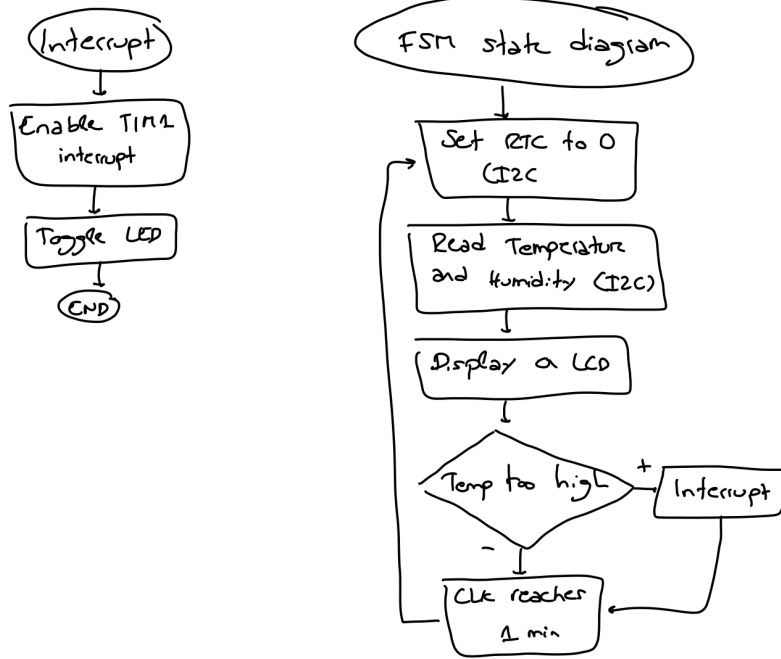 Interrupt
Enable TIM1
interrupt
Toggle LED
END
FSM state diagram
Set RTC to 0
(I2C
Read Temperature
and Humidity (I2C)
Display a LCD
Temp too high
+
Interrupt
-
CLK reaches
1 min